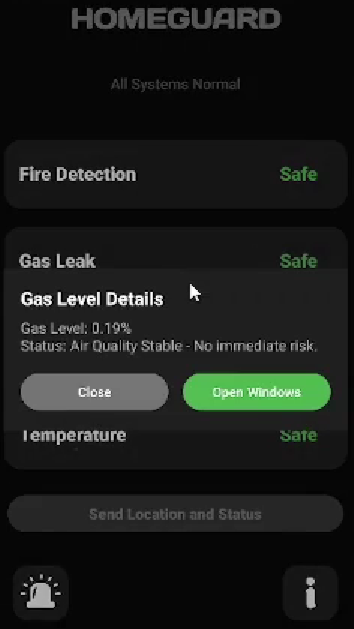 HOMEGUARD
All Systems Normal
Fire Detection Safe
Gas Leak Safe
Gas Level Details
Gas Level: 0.19%
Status: Air Quality Stable - No immediate risk.
Close Open Windows
Temperature Safe
Send Location and Status